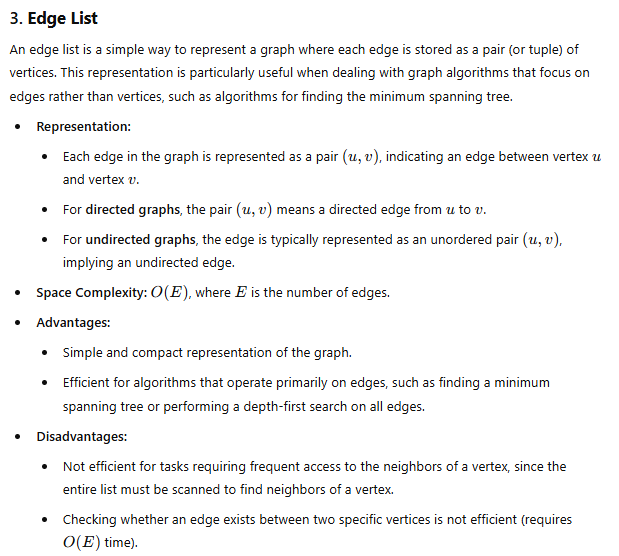 3. Edge List
An edge list is a simple way to represent a graph where each edge is stored as a pair (or tuple) of
vertices. This representation is particularly useful when dealing with graph algorithms that focus on
edges rather than vertices, such as algorithms for finding the minimum spanning tree.
• Representation:
• Each edge in the graph is represented as a pair (u, v), indicating an edge between vertex u
and vertex v.
• For directed graphs, the pair (u, v) means a directed edge from u to v.
• For undirected graphs, the edge is typically represented as an unordered pair (u, v),
implying an undirected edge.
• Space Complexity: O(E), where E is the number of edges.
• Advantages:
• Simple and compact representation of the graph.
• Efficient for algorithms that operate primarily on edges, such as finding a minimum
spanning tree or performing a depth-first search on all edges.
• Disadvantages:
• Not efficient for tasks requiring frequent access to the neighbors of a vertex, since the
entire list must be scanned to find neighbors of a vertex.
• Checking whether an edge exists between two specific vertices is not efficient (requires
O(E) time).